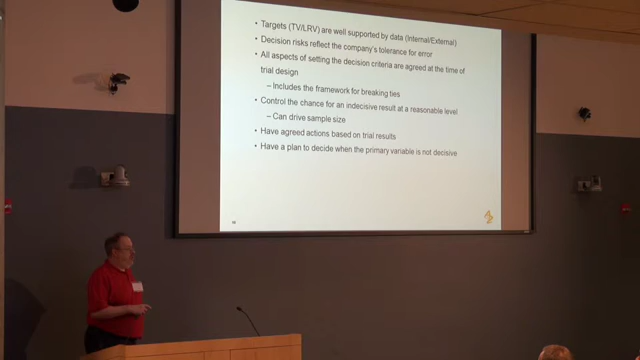 • Targets (TV/LRV) are well supported by data (Internal/External)
• Decision risks reflect the company's tolerance for error
• All aspects of setting the decision criteria are agreed at the time of
trial design
– Includes the framework for breaking ties
• Control the chance for an indecisive result at a reasonable level
– Can drive sample size
• Have agreed actions based on trial results
• Have a plan to decide when the primary variable is not decisive